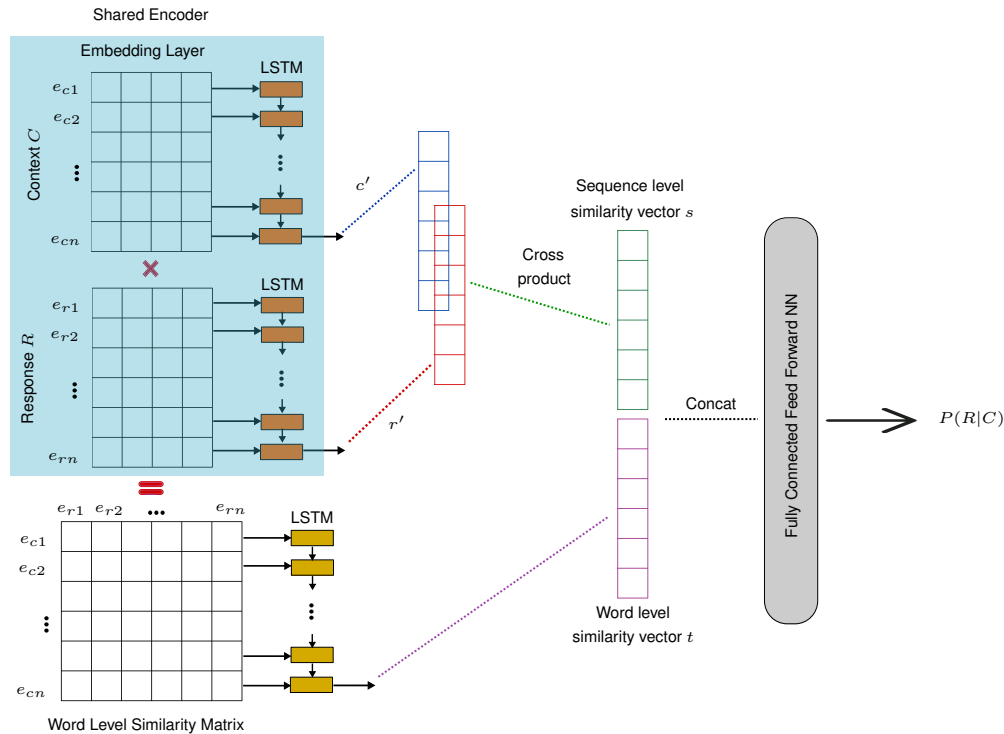 Shared Encoder
Embedding Layer
LSTM
e_{c1}
e_{c2}
Context C
...
e_{cn}
×
LSTM
e_{r1}
e_{r2}
Response R
...
e_{rn}
=
e_{r1} e_{r2} ... e_{rn}
LSTM
e_{c1}
e_{c2}
...
e_{cn}
Word Level Similarity Matrix
c′
r′
Cross
product
Sequence level
similarity vector s
Word level
similarity vector t
Concat
Fully Connected Feed Forward NN
P(R|C)